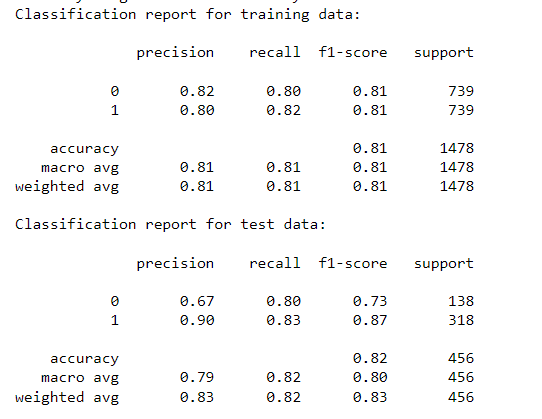 Classification report for training data:
precision recall f1-score support
0 0.82 0.80 0.81 739
1 0.80 0.82 0.81 739
accuracy 0.81 1478
macro avg 0.81 0.81 0.81 1478
weighted avg 0.81 0.81 0.81 1478
Classification report for test data:
precision recall f1-score support
0 0.67 0.80 0.73 138
1 0.90 0.83 0.87 318
accuracy 0.82 456
macro avg 0.79 0.82 0.80 456
weighted avg 0.83 0.82 0.83 456